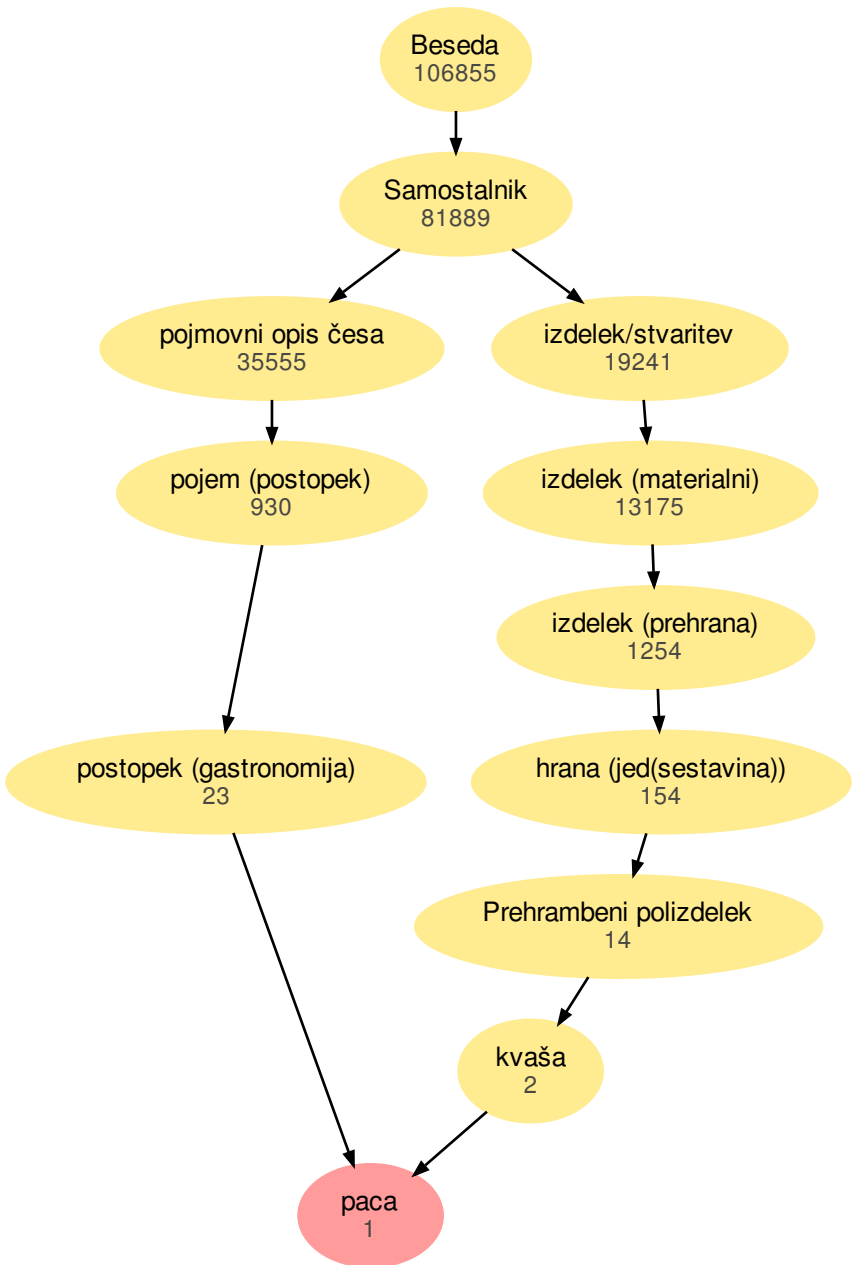 Beseda
106855
Samostalnik
81889
pojmovni opis česa
35555
izdelek/stvaritev
19241
pojem (postopek)
930
izdelek (materialni)
13175
izdelek (prehrana)
1254
postopek (gastronomija)
23
hrana (jed(sestavina))
154
Prehrambeni polizdelek
14
kvaša
2
paca
1